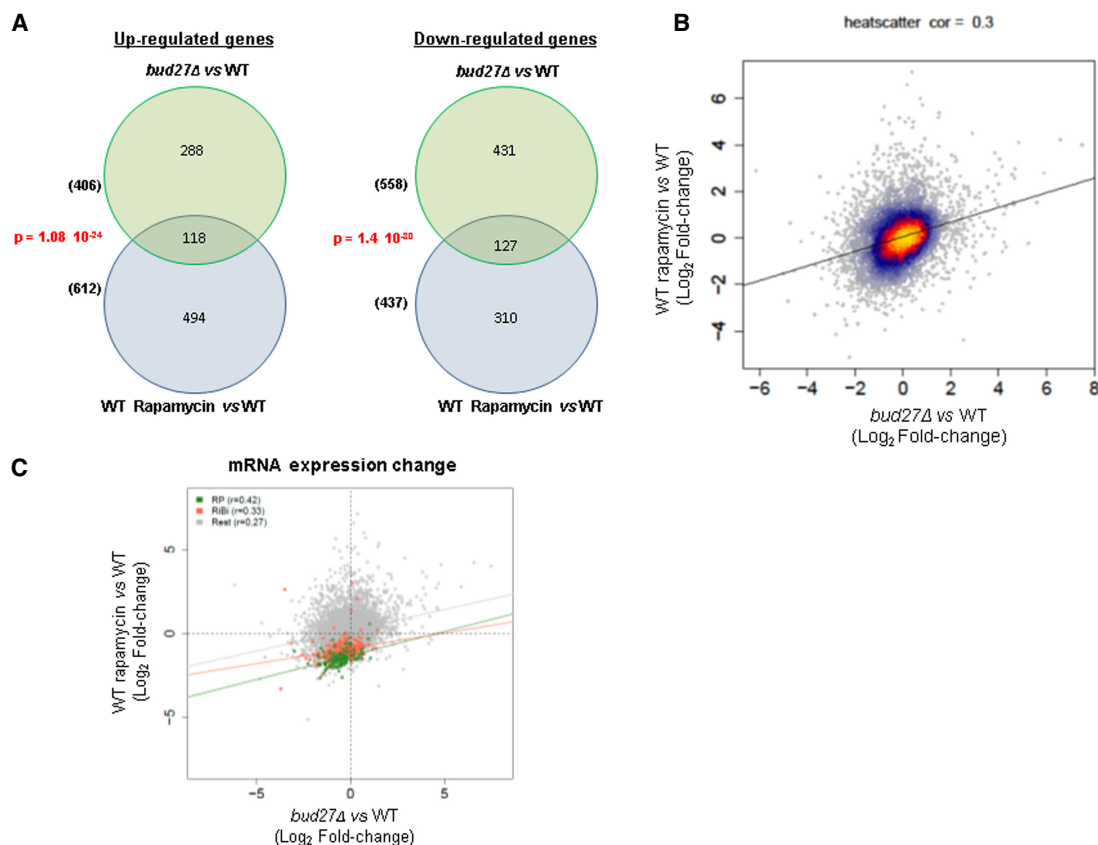 A
Up-regulated genes
bud27Δ vs WT
288
(406)
p = 1.08 10-24
118
(612)
494
WT Rapamycin vs WT
Down-regulated genes
bud27Δ vs WT
431
(558)
p = 1.4 10-30
127
(437)
310
WT Rapamycin vs WT
B
heatscatter cor = 0.3
WT rapamycin vs WT
(Log2 Fold-change)
6
4
2
0
-2
-4
-6 -4 -2 0 2 4 6 8
bud27Δ vs WT
(Log2 Fold-change)
C
mRNA expression change
RP (r=0.42)
RiBi (r=0.33)
Rest (r=0.27)
WT rapamycin vs WT
(Log2 Fold-change)
5
0
-5
-5 0 5
bud27Δ vs WT
(Log2 Fold-change)